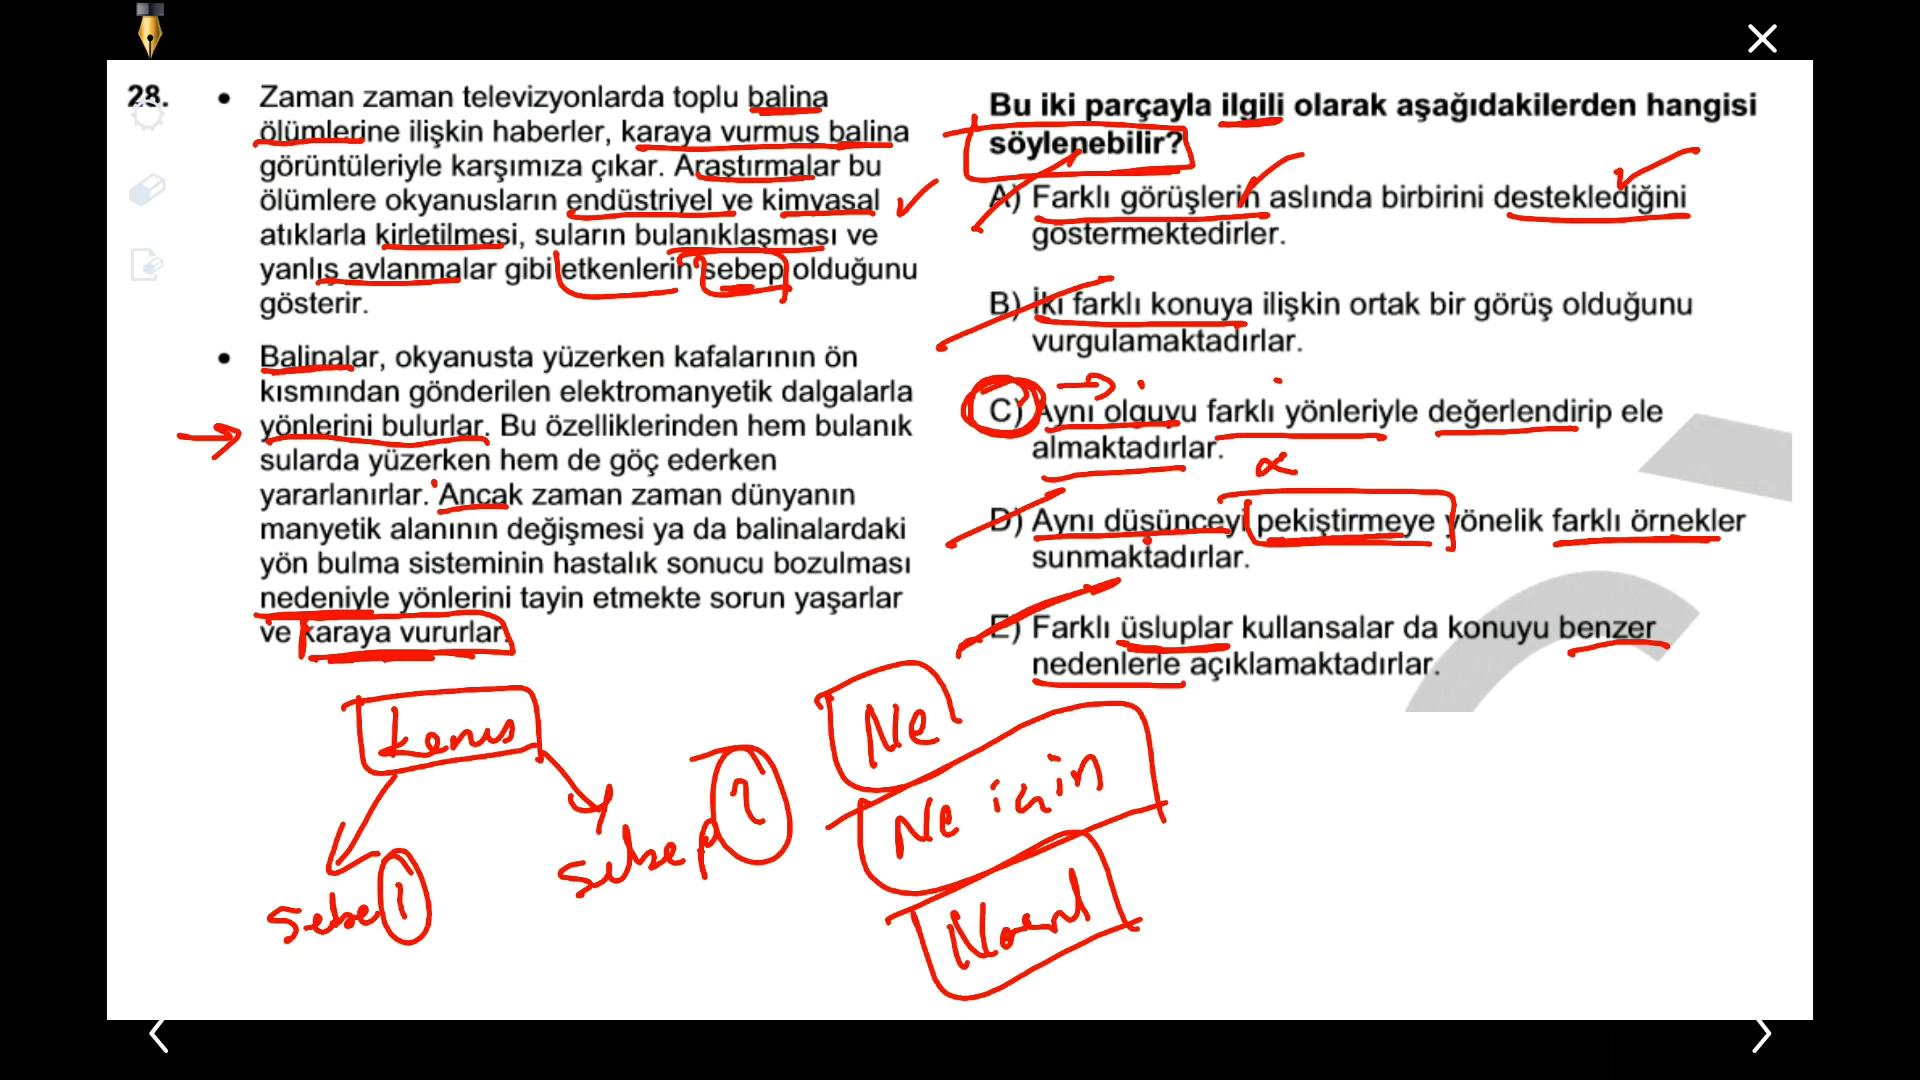 28.
• Zaman zaman televizyonlarda toplu balina
ölümlerine ilişkin haberler, karaya vurmuş balina
görüntüleriyle karşımıza çıkar. Araştırmalar bu
ölümlere okyanusların endüstriyel ve kimyasal
atıklarla kirletilmesi, suların bulanıklaşması ve
yanlış avlanmalar gibi etkenlerin sebep olduğunu
gösterir.
• Balinalar, okyanusta yüzerken kafalarının ön
kısmından gönderilen elektromanyetik dalgalarla
yönlerini bulurlar. Bu özelliklerinden hem bulanık
sularda yüzerken hem de göç ederken
yararlanırlar. Ancak zaman zaman dünyanın
manyetik alanının değişmesi ya da balinalardaki
yön bulma sisteminin hastalık sonucu bozulması
nedeniyle yönlerini tayin etmekte sorun yaşarlar
ve karaya vururlar.
Bu iki parçayla ilgili olarak aşağıdakilerden hangisi
söylenebilir?
A) Farklı görüşlerin aslında birbirini desteklediğini
göstermektedirler.
B) İki farklı konuya ilişkin ortak bir görüş olduğunu
vurgulamaktadırlar.
C) Aynı olguyu farklı yönleriyle değerlendirip ele
almaktadırlar.
D) Aynı düşünceyi pekiştirmeye yönelik farklı örnekler
sunmaktadırlar.
E) Farklı üsluplar kullansalar da konuyu benzer
nedenlerle açıklamaktadırlar.
sebep 2
1
Ne
Ne için
Nasıl